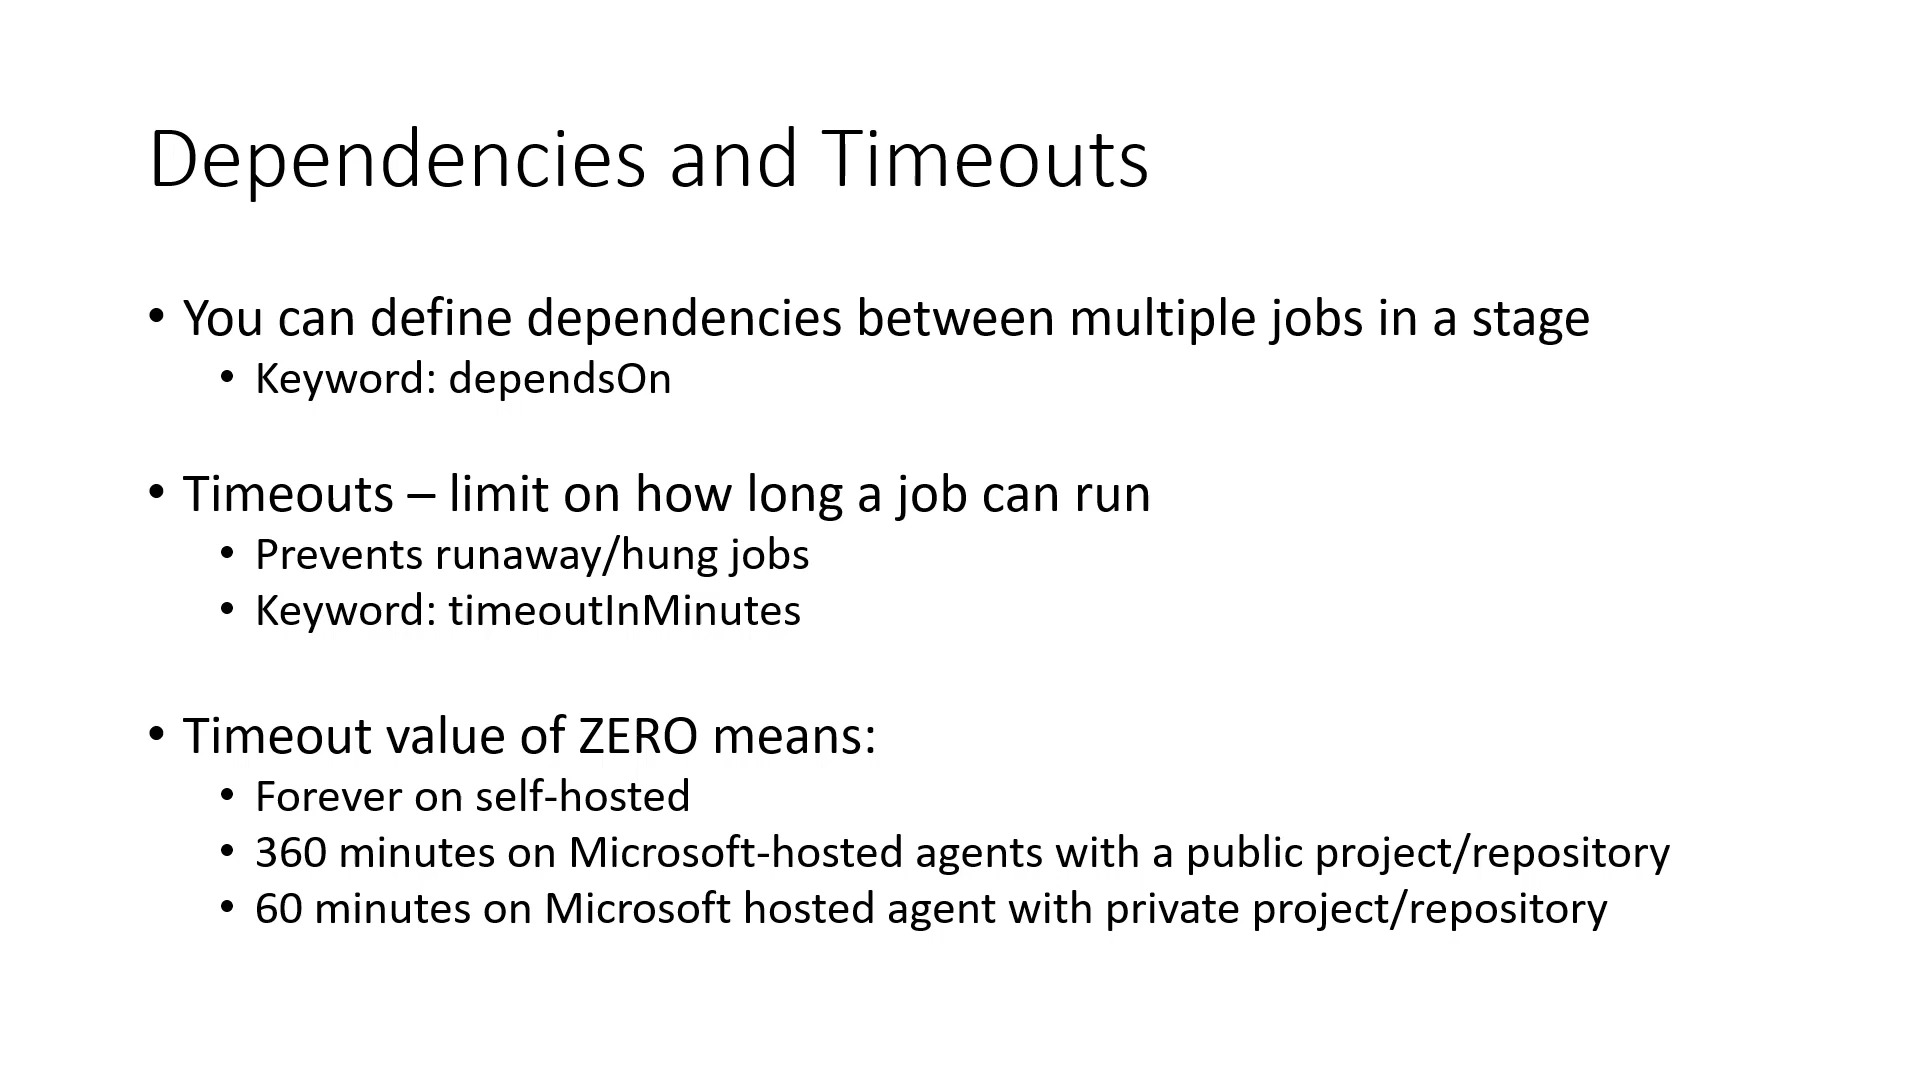 Dependencies and Timeouts
• You can define dependencies between multiple jobs in a stage
• Keyword: dependsOn
• Timeouts – limit on how long a job can run
• Prevents runaway/hung jobs
• Keyword: timeoutInMinutes
• Timeout value of ZERO means:
• Forever on self-hosted
• 360 minutes on Microsoft-hosted agents with a public project/repository
• 60 minutes on Microsoft hosted agent with private project/repository